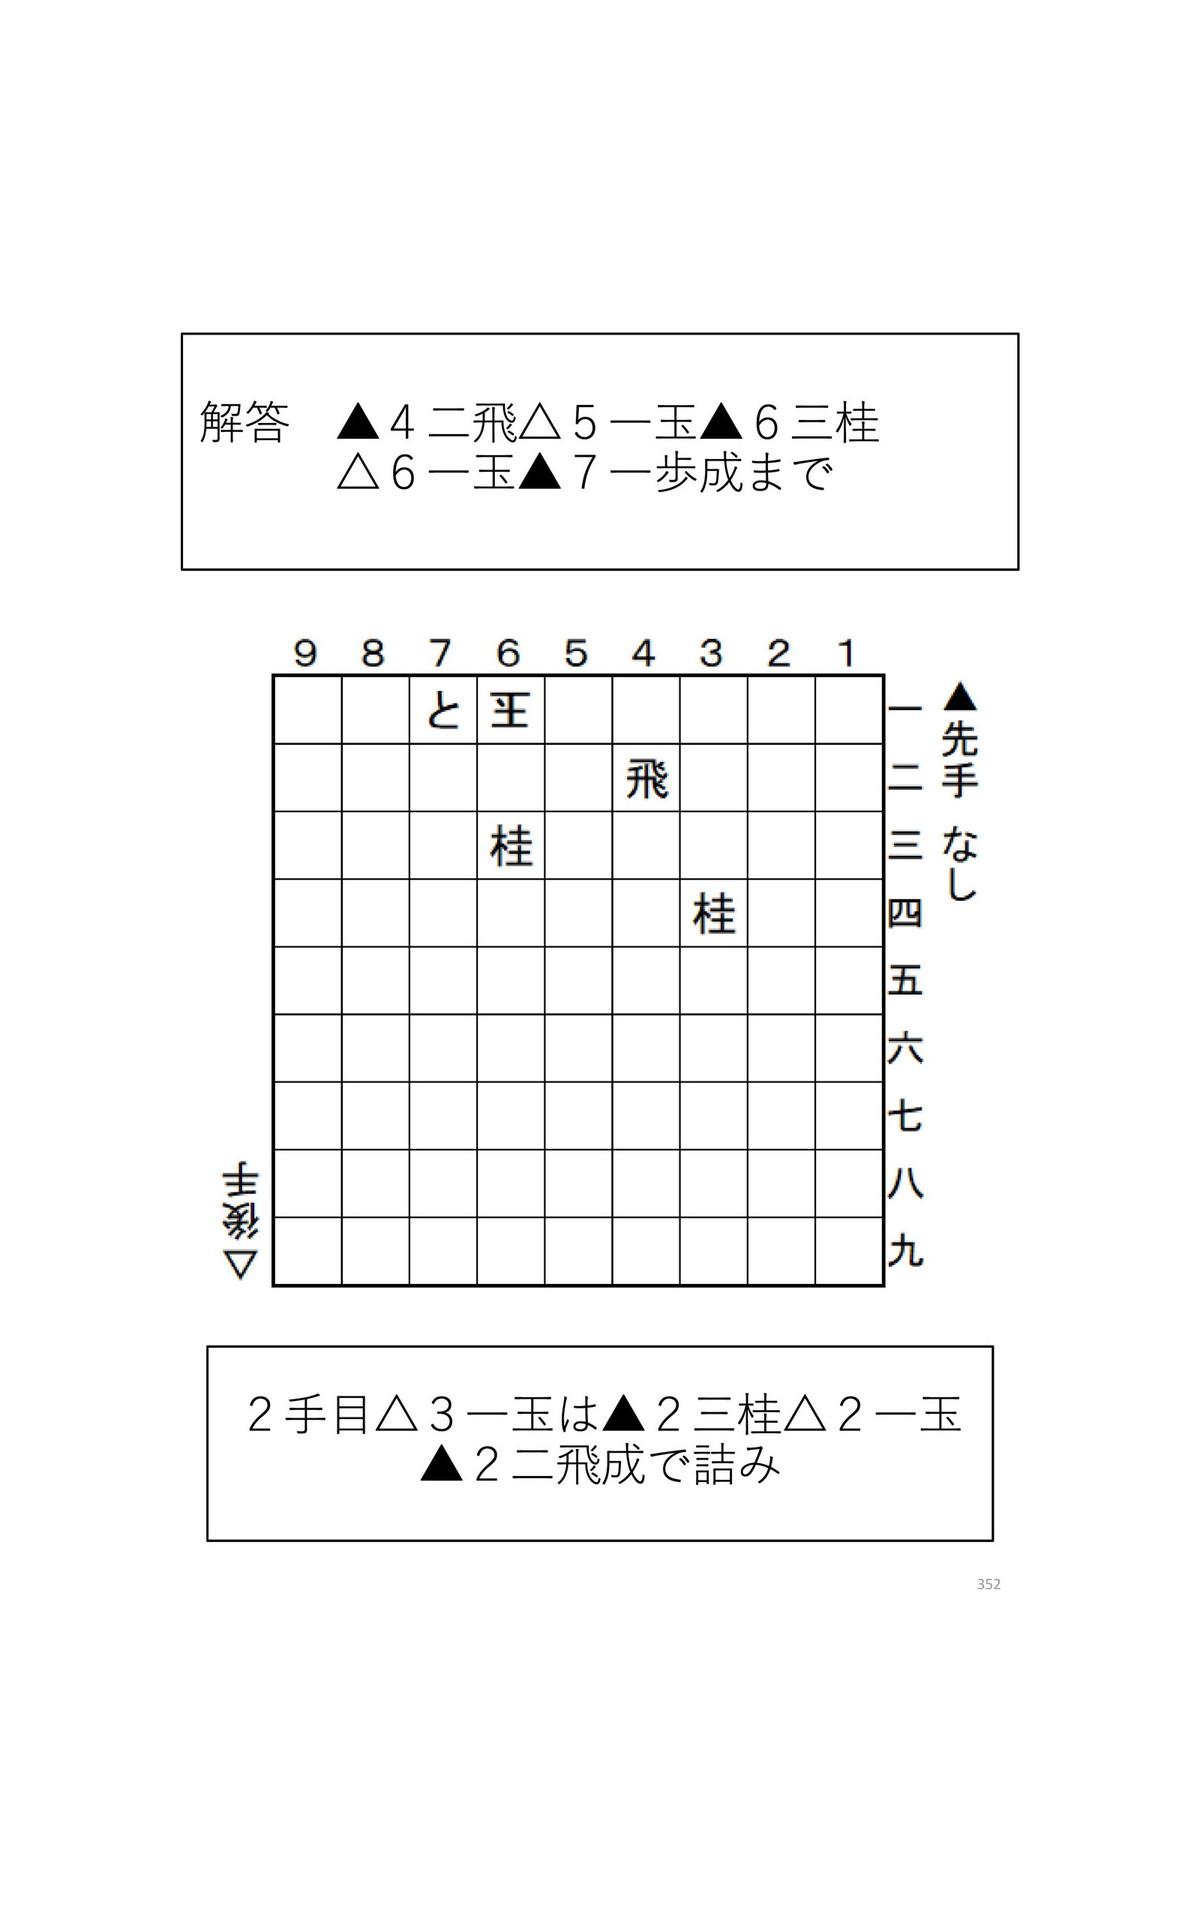 解答　▲４二飛△５一玉▲６三桂
△６一玉▲７一歩成まで
９ ８ ７ ６ ５ ４ ３ ２ １
と 王 一
飛 二
桂 三
桂 四
五
六
七
八
九
▲先手 なし
△後手
２手目△３一玉は▲２三桂△２一玉
▲２二飛成で詰み
352